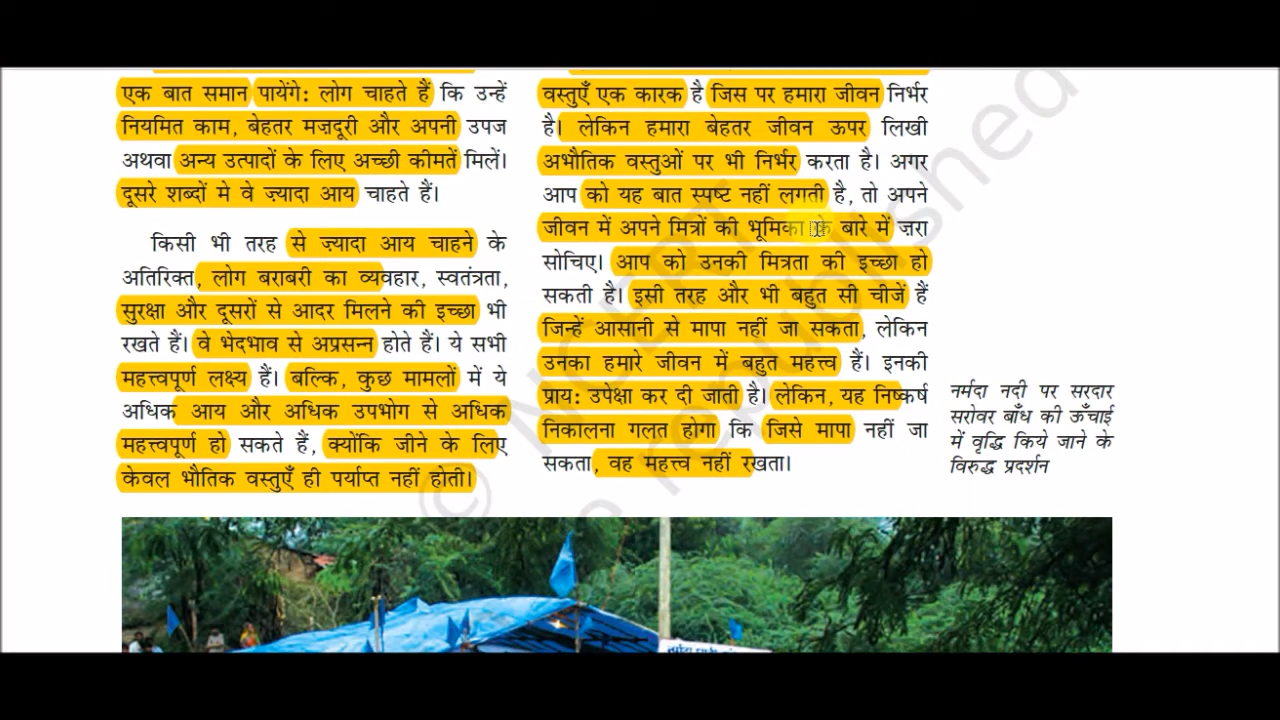 एक बात समान पायेंगे: लोग चाहते हैं कि उन्हें
नियमित काम, बेहतर मजदूरी और अपनी उपज
अथवा अन्य उत्पादों के लिए अच्छी कीमतें मिलें।
दूसरे शब्दों मे वे ज़्यादा आय चाहते हैं।
किसी भी तरह से ज़्यादा आय चाहने के
अतिरिक्त, लोग बराबरी का व्यवहार, स्वतंत्रता,
सुरक्षा और दूसरों से आदर मिलने की इच्छा भी
रखते हैं। वे भेदभाव से अप्रसन्न होते हैं। ये सभी
महत्त्वपूर्ण लक्ष्य हैं। बल्कि, कुछ मामलों में ये
अधिक आय और अधिक उपभोग से अधिक
महत्त्वपूर्ण हो सकते हैं, क्योंकि जीने के लिए
केवल भौतिक वस्तुएँ ही पर्याप्त नहीं होती।
वस्तुएँ एक कारक है जिस पर हमारा जीवन निर्भर
है। लेकिन हमारा बेहतर जीवन ऊपर लिखी
अभौतिक वस्तुओं पर भी निर्भर करता है। अगर
आप को यह बात स्पष्ट नहीं लगती है, तो अपने
जीवन में अपने मित्रों की भूमिका के बारे में ज़रा
सोचिए। आप को उनकी मित्रता की इच्छा हो
सकती है। इसी तरह और भी बहुत सी चीजें हैं
जिन्हें आसानी से मापा नहीं जा सकता, लेकिन
उनका हमारे जीवन में बहुत महत्त्व हैं। इनकी
प्राय: उपेक्षा कर दी जाती है। लेकिन, यह निष्कर्ष
निकालना गलत होगा कि जिसे मापा नहीं जा
सकता, वह महत्त्व नहीं रखता।
नर्मदा नदी पर सरदार
सरोवर बाँध की ऊँचाई
में वृद्धि किये जाने के
विरुद्ध प्रदर्शन
© NCERT
be republished